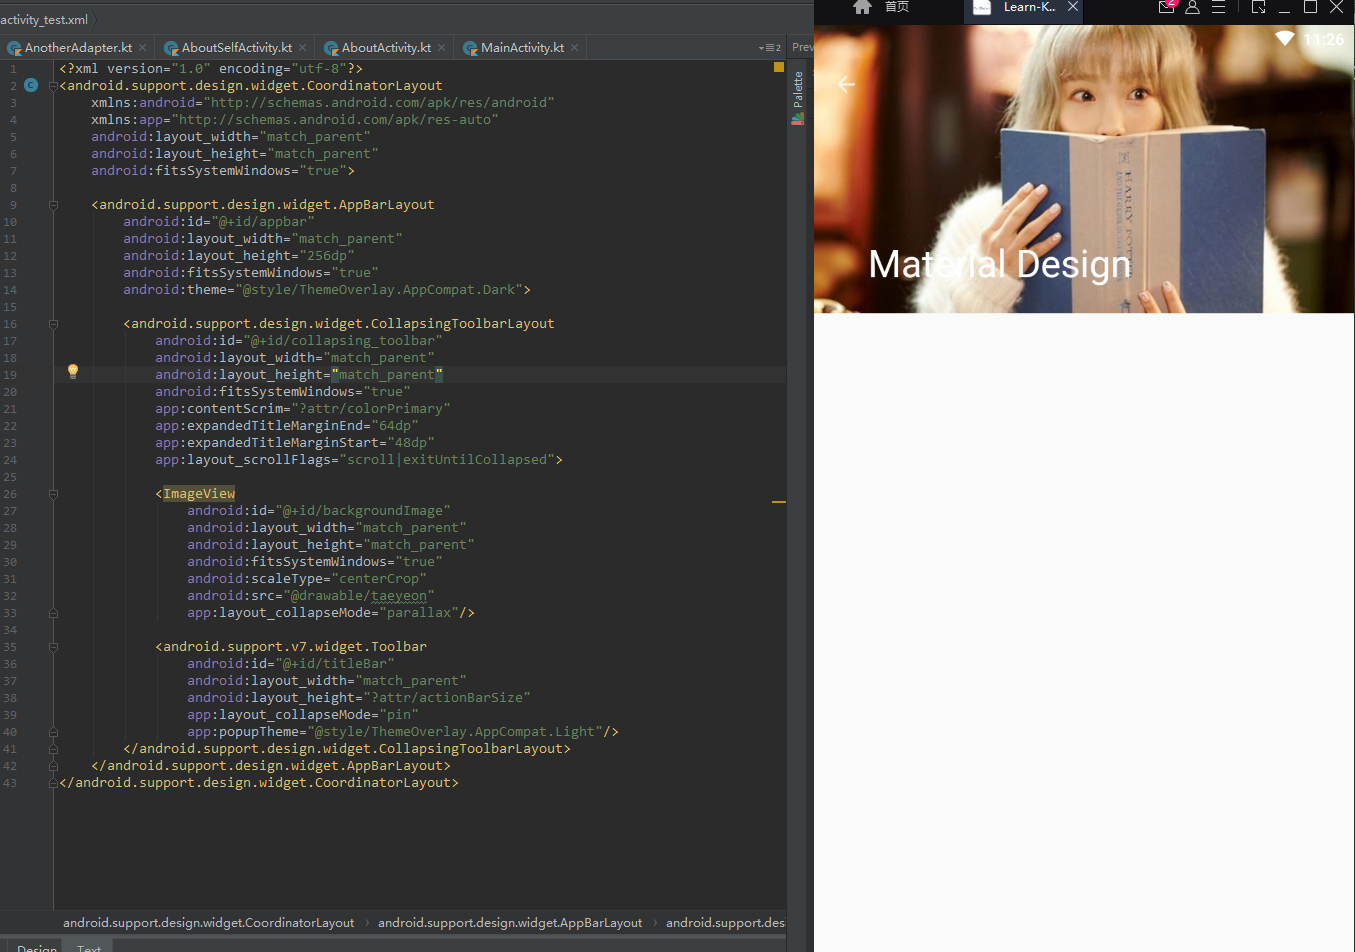 activity_test.xml
AnotherAdapter.kt
AboutSelfActivity.kt
AboutActivity.kt
MainActivity.kt
2
Prev
1 <?xml version="1.0" encoding="utf-8"?>
2 <android.support.design.widget.CoordinatorLayout
3 xmlns:android="http://schemas.android.com/apk/res/android"
4 xmlns:app="http://schemas.android.com/apk/res-auto"
5 android:layout_width="match_parent"
6 android:layout_height="match_parent"
7 android:fitsSystemWindows="true">
8
9 <android.support.design.widget.AppBarLayout
10 android:id="@+id/appbar"
11 android:layout_width="match_parent"
12 android:layout_height="256dp"
13 android:fitsSystemWindows="true"
14 android:theme="@style/ThemeOverlay.AppCompat.Dark">
15
16 <android.support.design.widget.CollapsingToolbarLayout
17 android:id="@+id/collapsing_toolbar"
18 android:layout_width="match_parent"
19 android:layout_height="match_parent"
20 android:fitsSystemWindows="true"
21 app:contentScrim="?attr/colorPrimary"
22 app:expandedTitleMarginEnd="64dp"
23 app:expandedTitleMarginStart="48dp"
24 app:layout_scrollFlags="scroll|exitUntilCollapsed">
25
26 <ImageView
27 android:id="@+id/backgroundImage"
28 android:layout_width="match_parent"
29 android:layout_height="match_parent"
30 android:fitsSystemWindows="true"
31 android:scaleType="centerCrop"
32 android:src="@drawable/taeyeon"
33 app:layout_collapseMode="parallax"/>
34
35 <android.support.v7.widget.Toolbar
36 android:id="@+id/titleBar"
37 android:layout_width="match_parent"
38 android:layout_height="?attr/actionBarSize"
39 app:layout_collapseMode="pin"
40 app:popupTheme="@style/ThemeOverlay.AppCompat.Light"/>
41 </android.support.design.widget.CollapsingToolbarLayout>
42 </android.support.design.widget.AppBarLayout>
43 </android.support.design.widget.CoordinatorLayout>
android.support.design.widget.CoordinatorLayout
android.support.design.widget.AppBarLayout
android.support.des
Design
Text
Palette
首页
Learn-K..
2
11:26
HARRY POTTER
Material Design